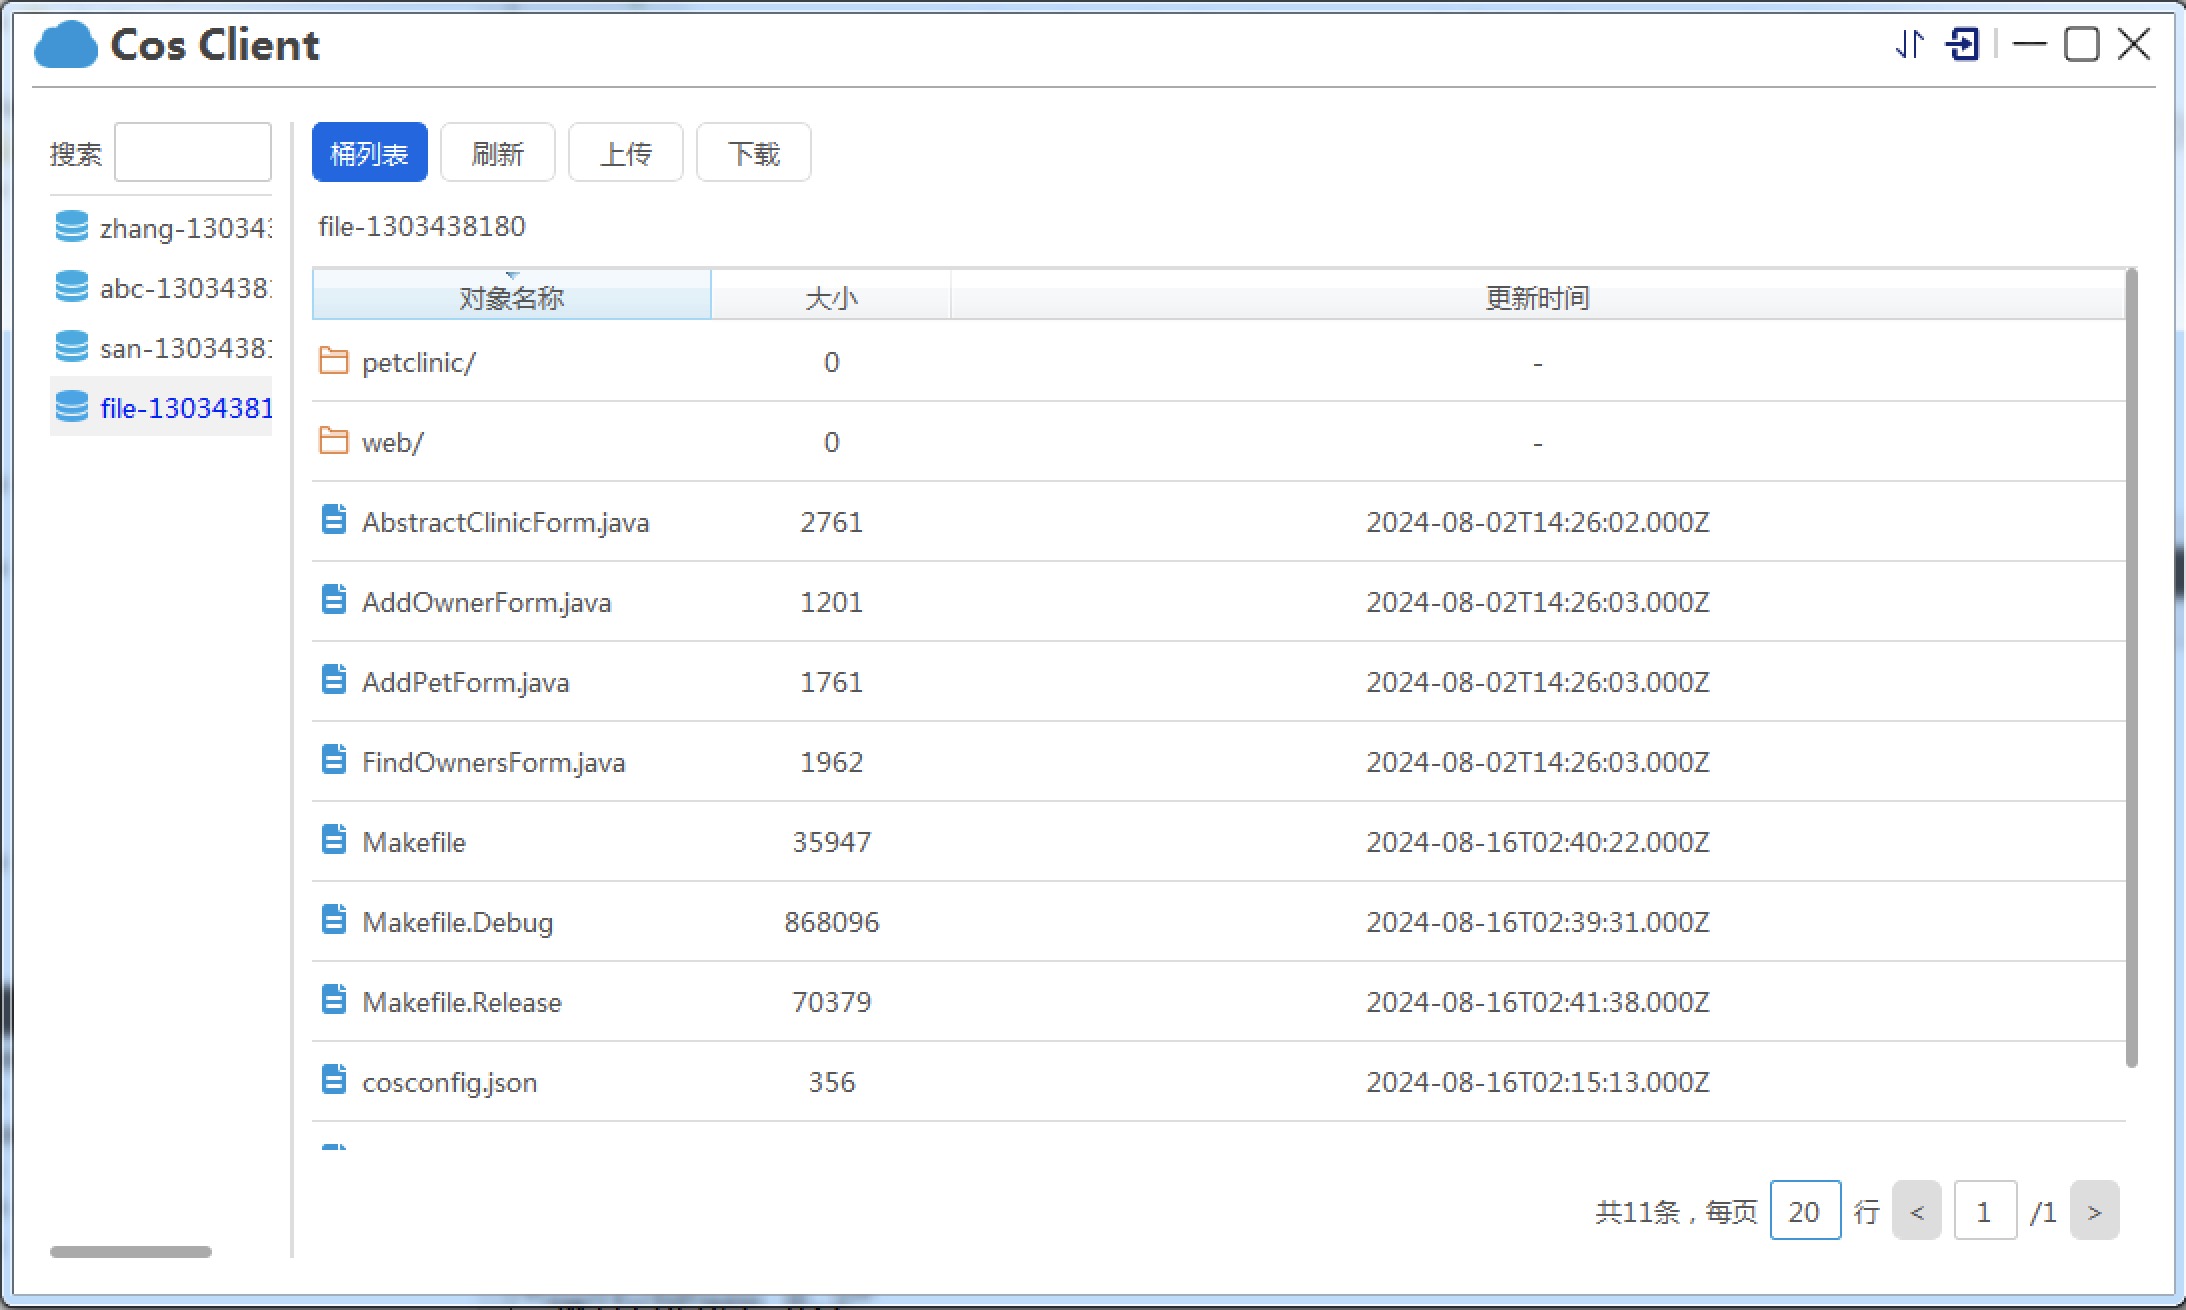 Cos Client
搜索
桶列表 刷新 上传 下载
zhang-130343
abc-1303438
san-1303438
file-13034381
file-1303438180
对象名称 大小 更新时间
petclinic/ 0 -
web/ 0 -
AbstractClinicForm.java 2761 2024-08-02T14:26:02.000Z
AddOwnerForm.java 1201 2024-08-02T14:26:03.000Z
AddPetForm.java 1761 2024-08-02T14:26:03.000Z
FindOwnersForm.java 1962 2024-08-02T14:26:03.000Z
Makefile 35947 2024-08-16T02:40:22.000Z
Makefile.Debug 868096 2024-08-16T02:39:31.000Z
Makefile.Release 70379 2024-08-16T02:41:38.000Z
cosconfig.json 356 2024-08-16T02:15:13.000Z
共11条，每页 20 行 < 1 /1 >